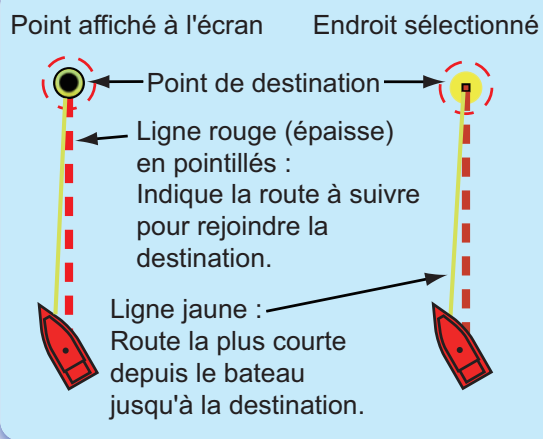 Point affiché à l'écran
Endroit sélectionné
Point de destination
Ligne rouge (épaisse)
en pointillés :
Indique la route à suivre
pour rejoindre la
destination.
Ligne jaune :
Route la plus courte
depuis le bateau
jusqu'à la destination.